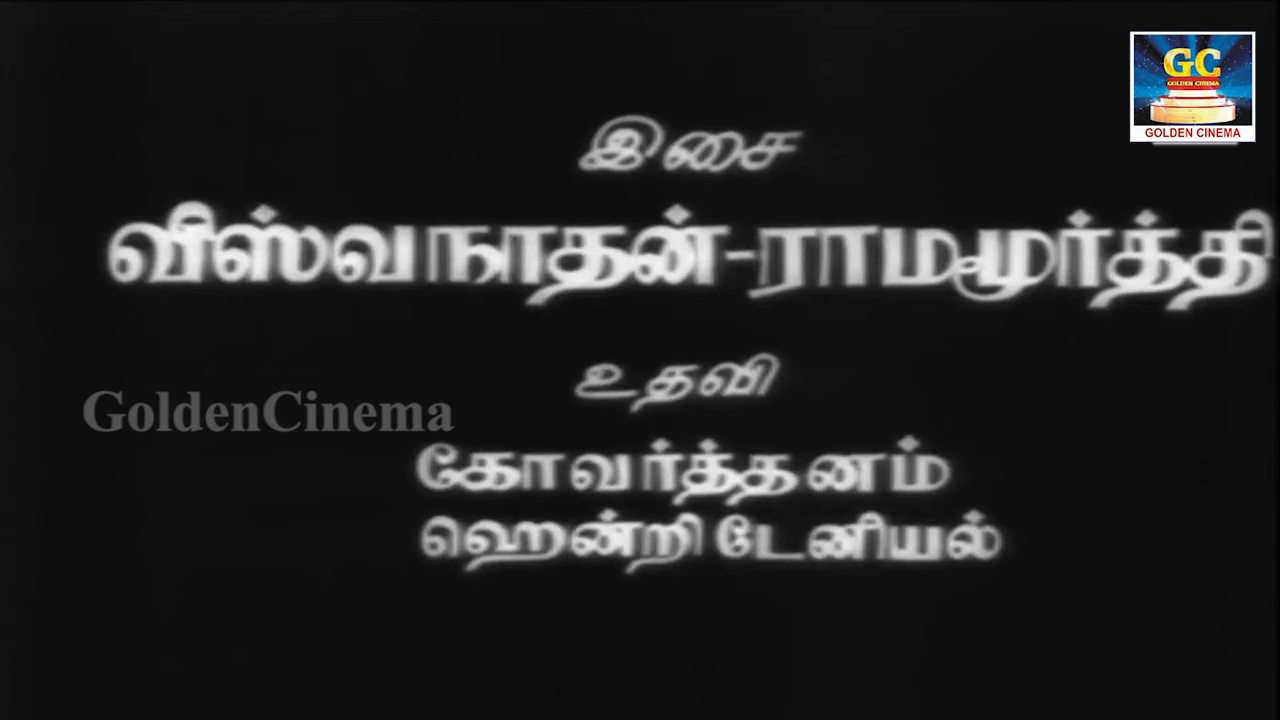 GC
GOLDEN CINEMA
GOLDEN CINEMA
இசை
விஸ்வநாதன்-ராமமூர்த்தி
உதவி
GoldenCinema
கோவர்த்தனம்
ஹென்றி டேனியல்